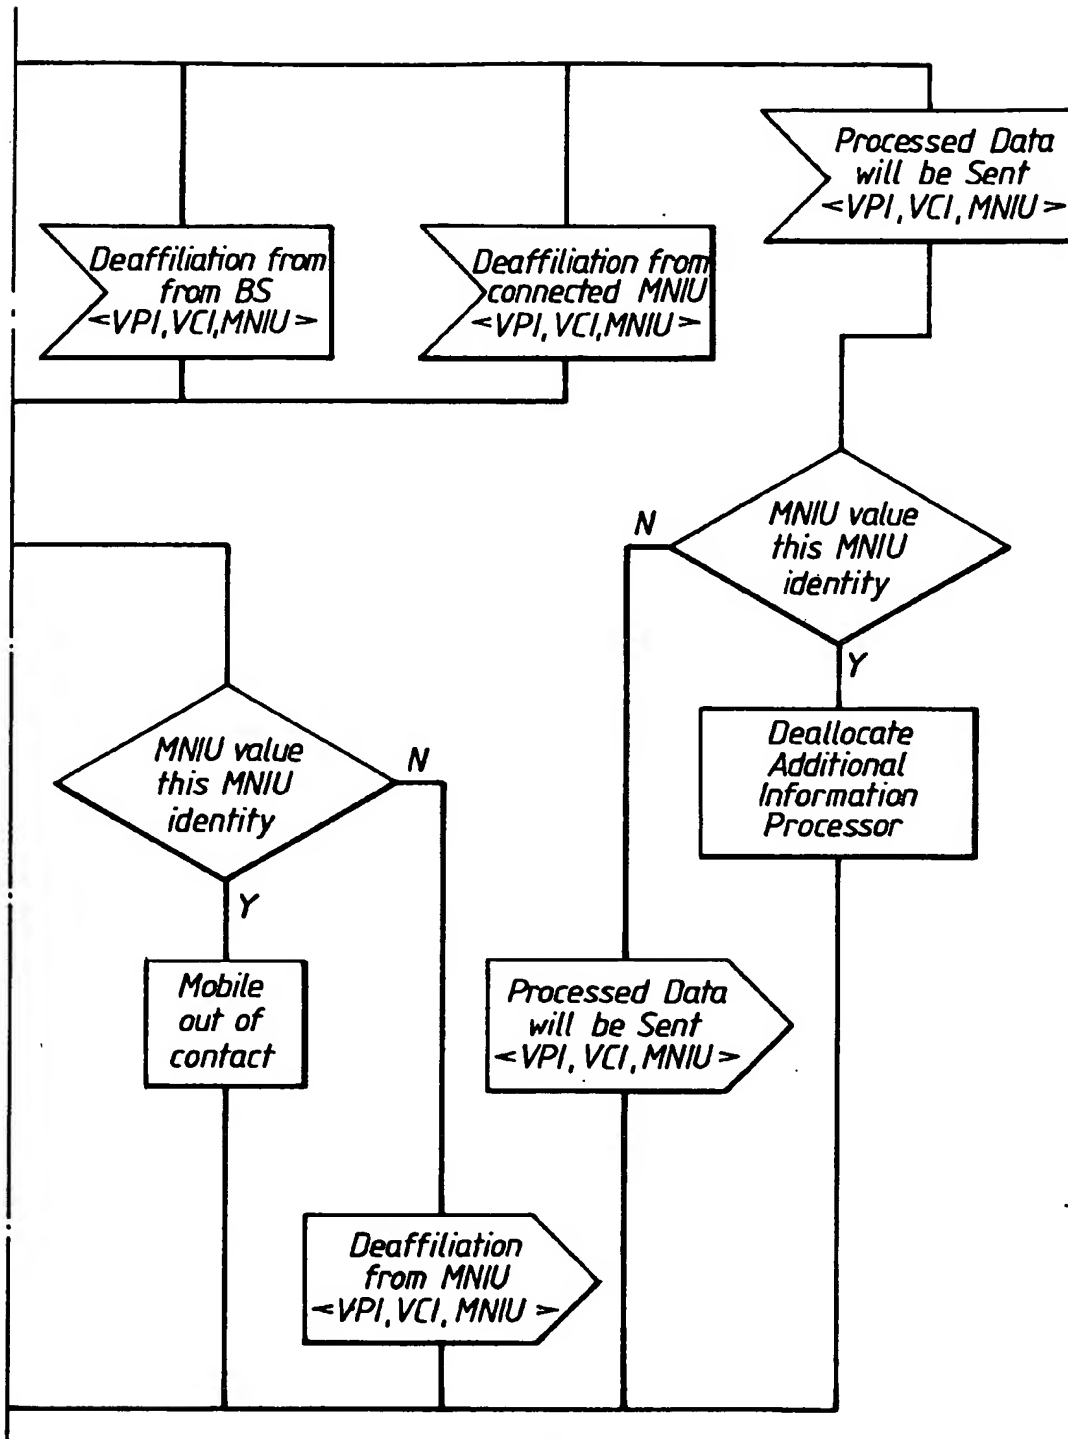 Processed Data
will be Sent
<VPI, VCI, MNIU>
Deaffiliation from
from BS
<VPI, VCI, MNIU>
Deaffiliation from
connected MNIU
<VPI, VCI, MNIU>
N
MNIU value
this MNIU
identity
Y
MNIU value
this MNIU
identity
N
Y
Deallocate
Additional
Information
Processor
Mobile
out of
contact
Processed Data
will be Sent
<VPI, VCI, MNIU>
Deaffiliation
from MNIU
<VPI, VCI, MNIU>